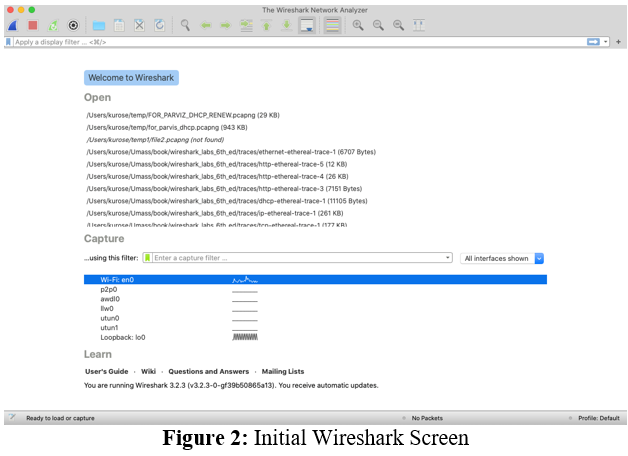 The Wireshark Network Analyzer
Apply a display filter ... <⌘/>
+
Welcome to Wireshark
Open
/Users/kurose/temp/FOR_PARVIZ_DHCP_RENEW.pcapng (29 KB)
/Users/kurose/temp/for_parvis_dhcp.pcapng (943 KB)
/Users/kurose/temp1/file2.pcapng (not found)
/Users/kurose/Umass/book/wireshark_labs_6th_ed/traces/ethernet-ethereal-trace-1 (6707 Bytes)
/Users/kurose/Umass/book/wireshark_labs_6th_ed/traces/http-ethereal-trace-5 (12 KB)
/Users/kurose/Umass/book/wireshark_labs_6th_ed/traces/http-ethereal-trace-4 (26 KB)
/Users/kurose/Umass/book/wireshark_labs_6th_ed/traces/http-ethereal-trace-3 (7151 Bytes)
/Users/kurose/Umass/book/wireshark_labs_6th_ed/traces/dhcp-ethereal-trace-1 (11105 Bytes)
/Users/kurose/Umass/book/wireshark_labs_6th_ed/traces/ip-ethereal-trace-1 (261 KB)
/Users/kurose/Umass/book/wireshark_labs_6th_ed/traces/tcp-ethereal-trace-1 (177 KB)
Capture
...using this filter: Enter a capture filter ... All interfaces shown
Wi-Fi: en0
p2p0
awdl0
llw0
utun0
utun1
Loopback: lo0
Learn
User's Guide · Wiki · Questions and Answers · Mailing Lists
You are running Wireshark 3.2.3 (v3.2.3-0-gf39b50865a13). You receive automatic updates.
Ready to load or capture No Packets Profile: Default
Figure 2: Initial Wireshark Screen